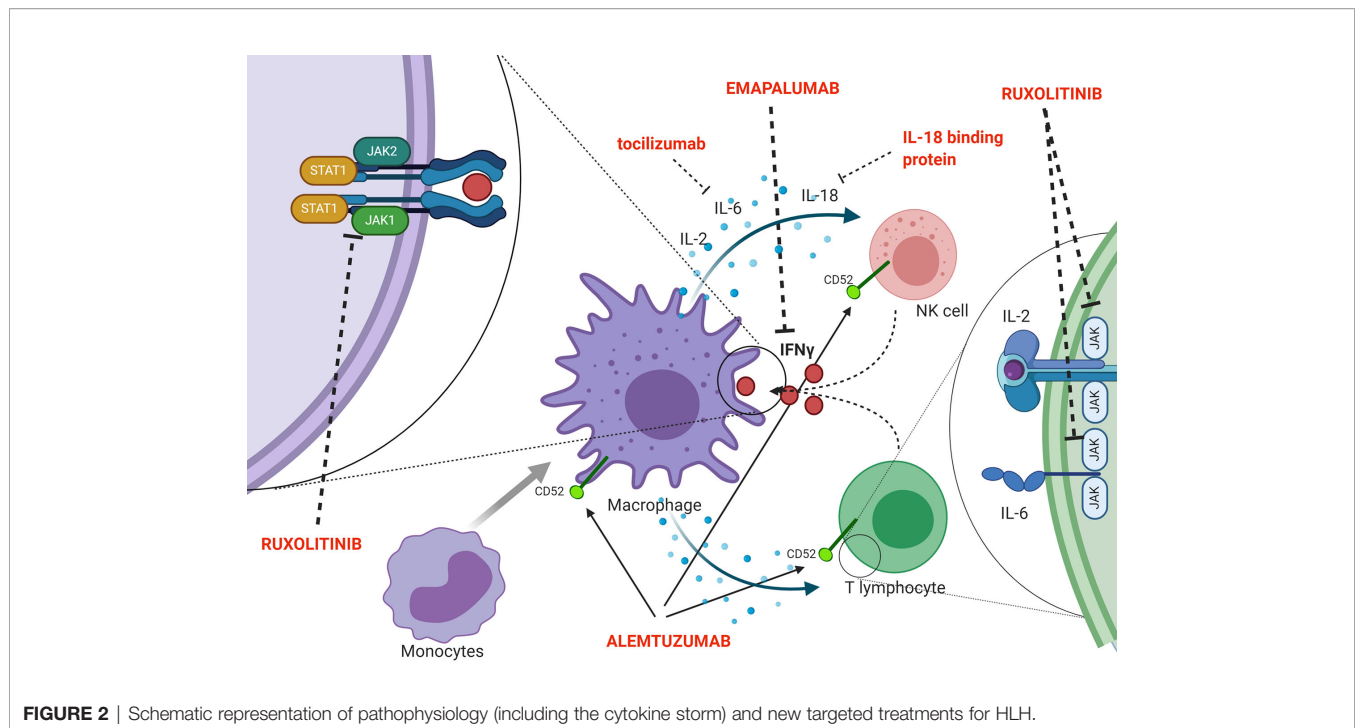 EMAPALUMAB
RUXOLITINIB
tocilizumab
IL-18 binding
protein
JAK2
STAT1
STAT1
JAK1
IL-6
IL-18
IL-2
CD52
NK cell
IL-2
JAK
IFNγ
JAK
JAK
CD52
Macrophage
JAK
IL-6
RUXOLITINIB
CD52
T lymphocyte
ALEMTUZUMAB
Monocytes
FIGURE 2 | Schematic representation of pathophysiology (including the cytokine storm) and new targeted treatments for HLH.